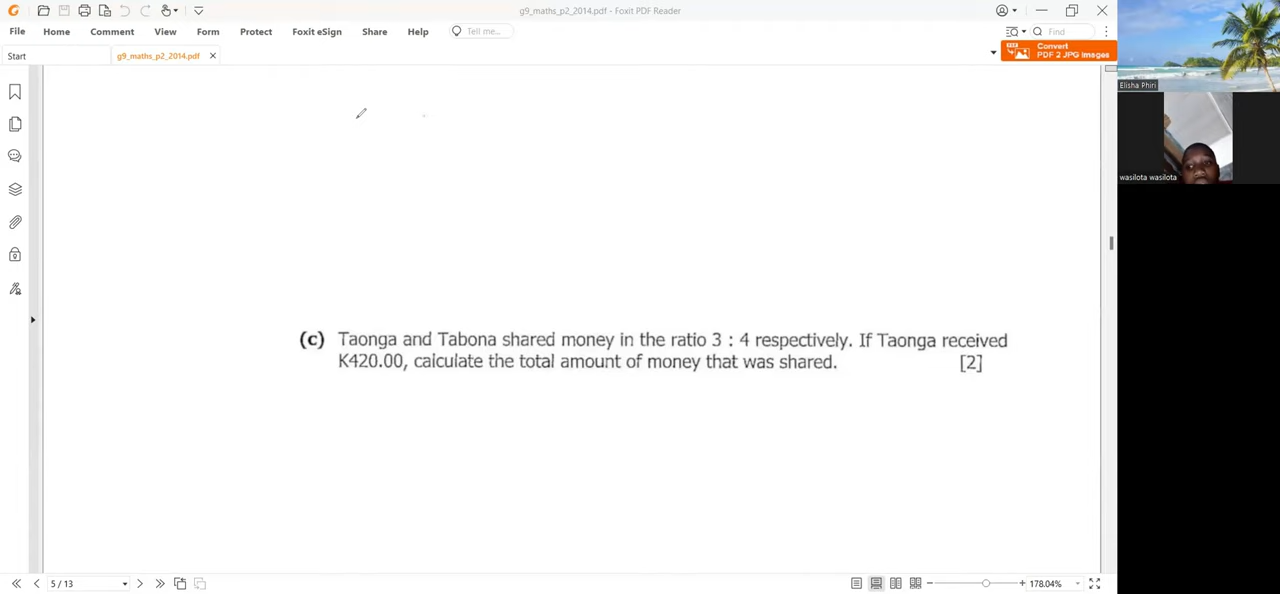 g9_maths_p2_2014.pdf - Foxit PDF Reader
File Home Comment View Form Protect Foxit eSign Share Help Tell me... Find
Start g9_maths_p2_2014.pdf
Convert
PDF 2 JPG Images
Elisha Phiri
wasilota wasilota
(c) Taonga and Tabona shared money in the ratio 3 : 4 respectively. If Taonga received
K420.00, calculate the total amount of money that was shared. [2]
5 / 13 178.04%